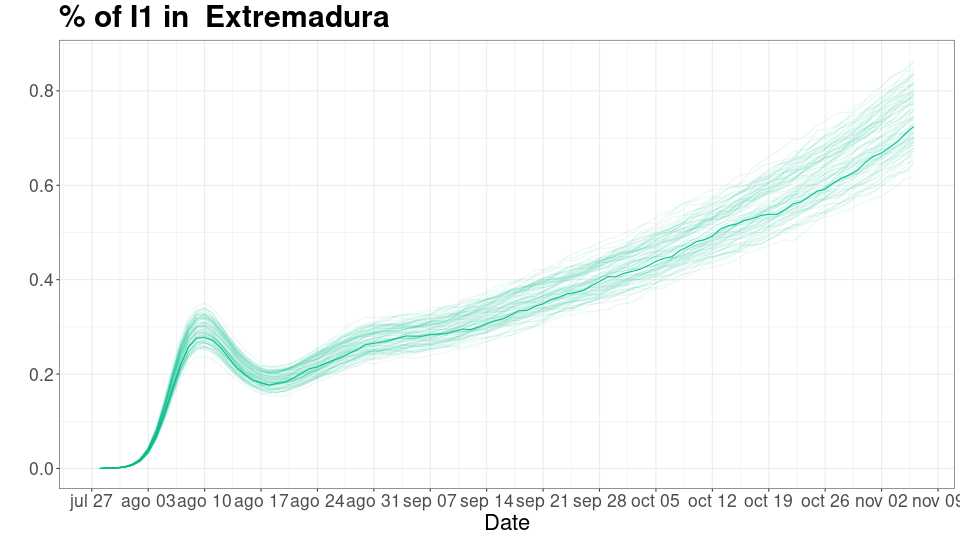 % of I1 in  Extremadura
0.8
0.6
0.4
0.2
0.0
jul 27 ago 03 ago 10 ago 17 ago 24 ago 31 sep 07 sep 14 sep 21 sep 28 oct 05 oct 12 oct 19 oct 26 nov 02 nov 09
Date